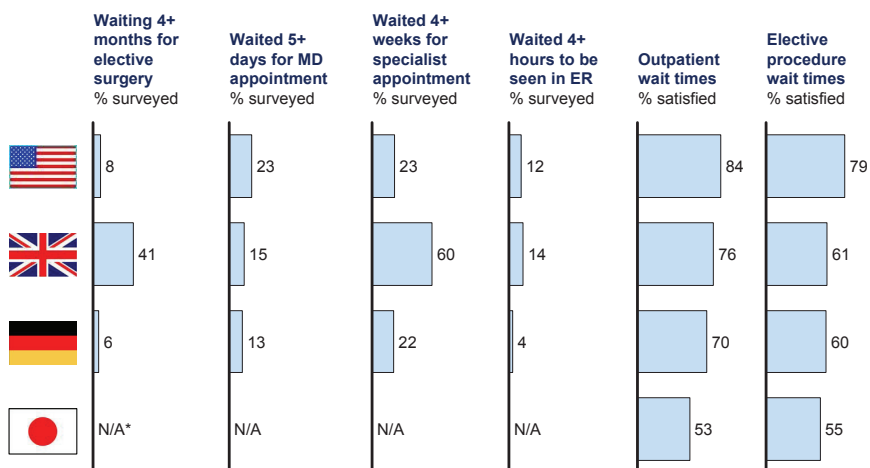 Waiting 4+
months for
elective
surgery
% surveyed
Waited 5+
days for MD
appointment
% surveyed
Waited 4+
weeks for
specialist
appointment
% surveyed
Waited 4+
hours to be
seen in ER
% surveyed
Outpatient
wait times
% satisfied
Elective
procedure
wait times
% satisfied
8 23 23 12 84 79
41 15 60 14 76 61
6 13 22 4 70 60
N/A* N/A N/A N/A 53 55